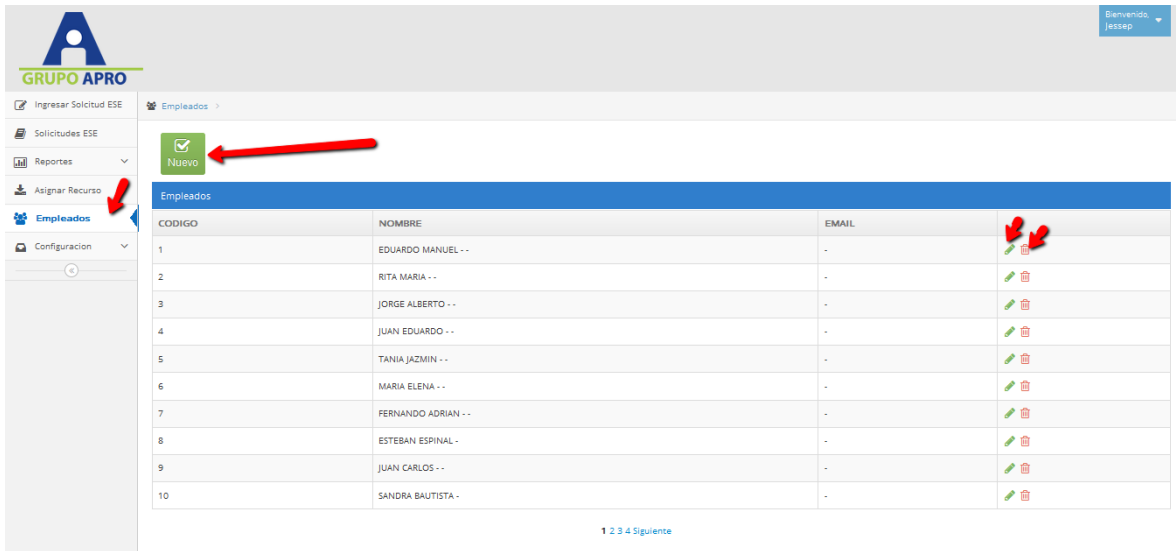 Bienvenido,
Jessep
GRUPO APRO
Ingresar Solcitud ESE
Empleados >
Solicitudes ESE
Nuevo
Reportes
Asignar Recurso
Empleados
Empleados
CODIGO NOMBRE EMAIL
Configuracion
1 EDUARDO MANUEL - - -
2 RITA MARIA - - -
3 JORGE ALBERTO - - -
4 JUAN EDUARDO - - -
5 TANIA JAZMIN - - -
6 MARIA ELENA - - -
7 FERNANDO ADRIAN - - -
8 ESTEBAN ESPINAL - -
9 JUAN CARLOS - - -
10 SANDRA BAUTISTA - -
1 2 3 4 Siguiente